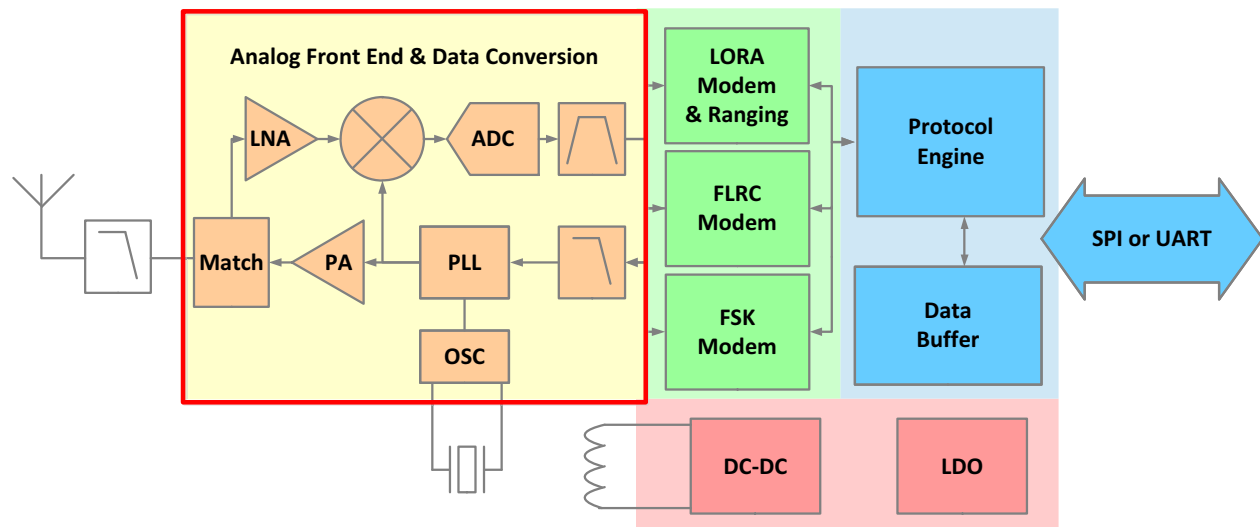 Analog Front End & Data Conversion
LNA
ADC
Match
PA
PLL
OSC
LORA
Modem
& Ranging
FLRC
Modem
FSK
Modem
Protocol
Engine
Data
Buffer
SPI or UART
DC-DC
LDO